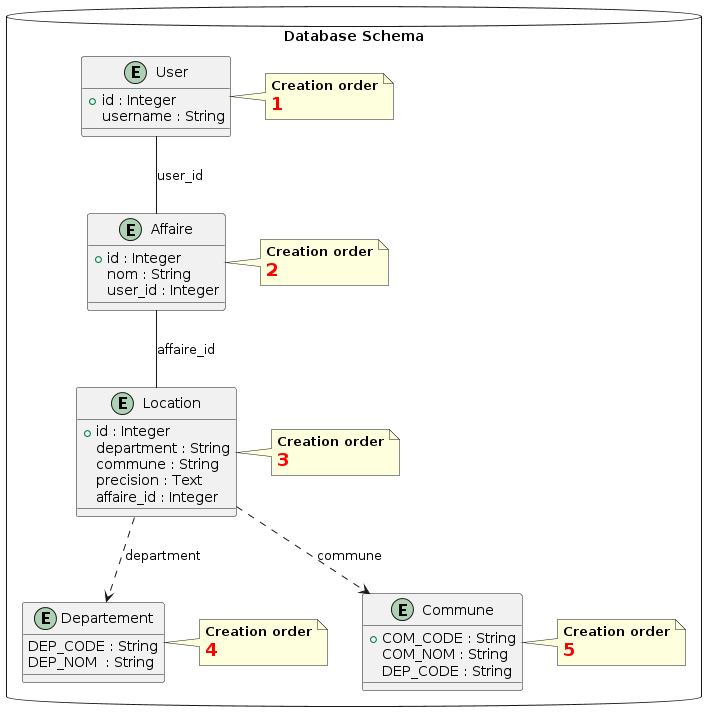 Database Schema
E User
id : Integer
username : String
Creation order
1
user_id
E Affaire
id : Integer
nom : String
user_id : Integer
Creation order
2
affaire_id
E Location
id : Integer
department : String
commune : String
precision : Text
affaire_id : Integer
Creation order
3
department
commune
E Departement
DEP_CODE : String
DEP_NOM : String
Creation order
4
E Commune
COM_CODE : String
COM_NOM : String
DEP_CODE : String
Creation order
5